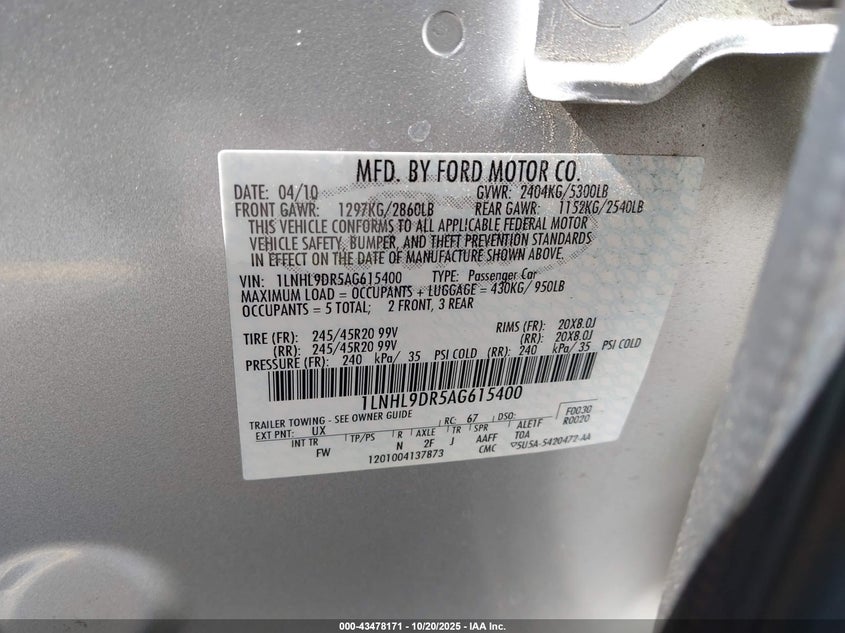 MFD. BY FORD MOTOR CO.
DATE: 04/10 GVWR: 2404KG/5300LB
FRONT GAWR: 1297KG/2860LB REAR GAWR: 1152KG/2540LB
THIS VEHICLE CONFORMS TO ALL APPLICABLE FEDERAL MOTOR
VEHICLE SAFETY, BUMPER, AND THEFT PREVENTION STANDARDS
IN EFFECT ON THE DATE OF MANUFACTURE SHOWN ABOVE.
VIN: 1LNHL9DR5AG615400 TYPE: Passenger Car
MAXIMUM LOAD = OCCUPANTS + LUGGAGE = 430KG/ 950LB
OCCUPANTS = 5 TOTAL; 2 FRONT, 3 REAR
TIRE (FR): 245/45R20 99V RIMS (FR): 20X8.0J
(RR): 245/45R20 99V (RR): 20X8.0J
PRESSURE (FR): 240 kPa/ 35 PSI COLD (RR): 240 kPa/ 35 PSI COLD
1LNHL9DR5AG615400
TRAILER TOWING - SEE OWNER GUIDE
EXT PNT: UX RC: 67 DSO: F0030
INT TR TP/PS R AXLE TR SPR ALE1F R0020
FW N 2F J AAFF T0A
1201004137873 CMC 5U5A-5420472-AA
000-43478171 - 10/20/2025 - IAA Inc.